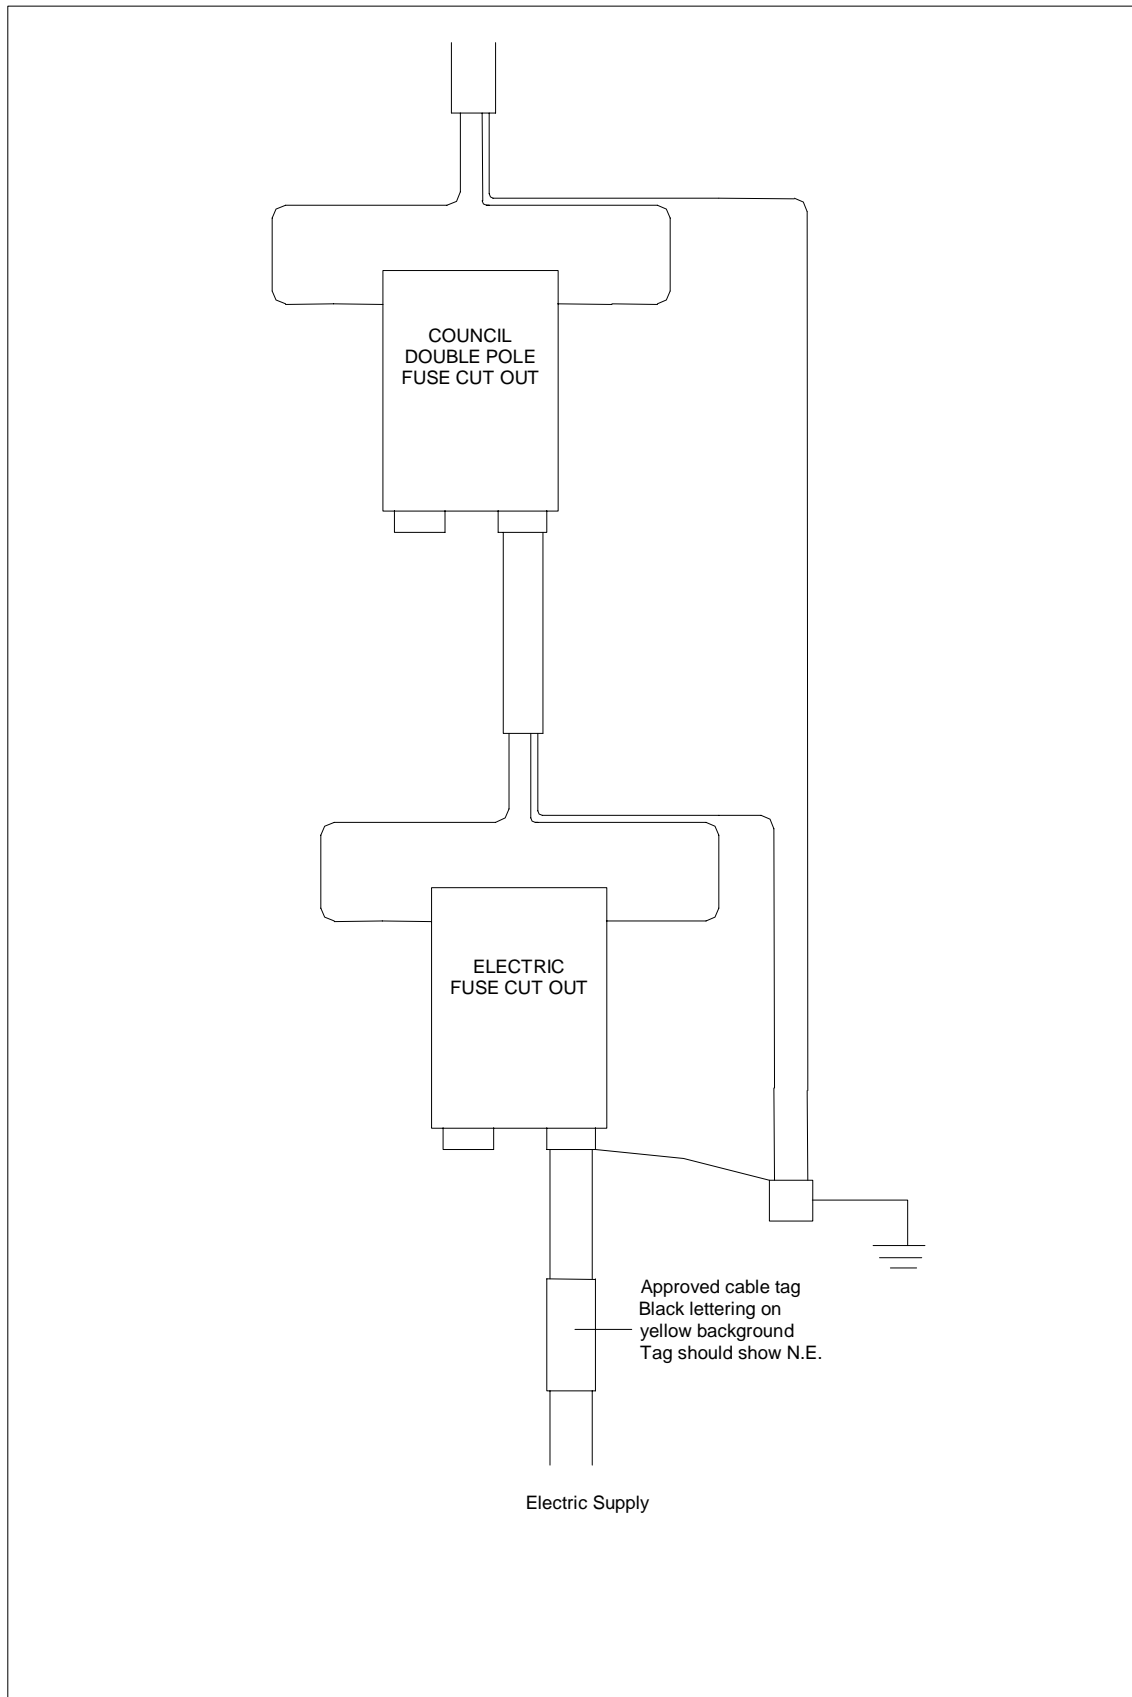 COUNCIL
DOUBLE POLE
FUSE CUT OUT
ELECTRIC
FUSE CUT OUT
Approved cable tag
Black lettering on
yellow background
Tag should show N.E.
Electric Supply